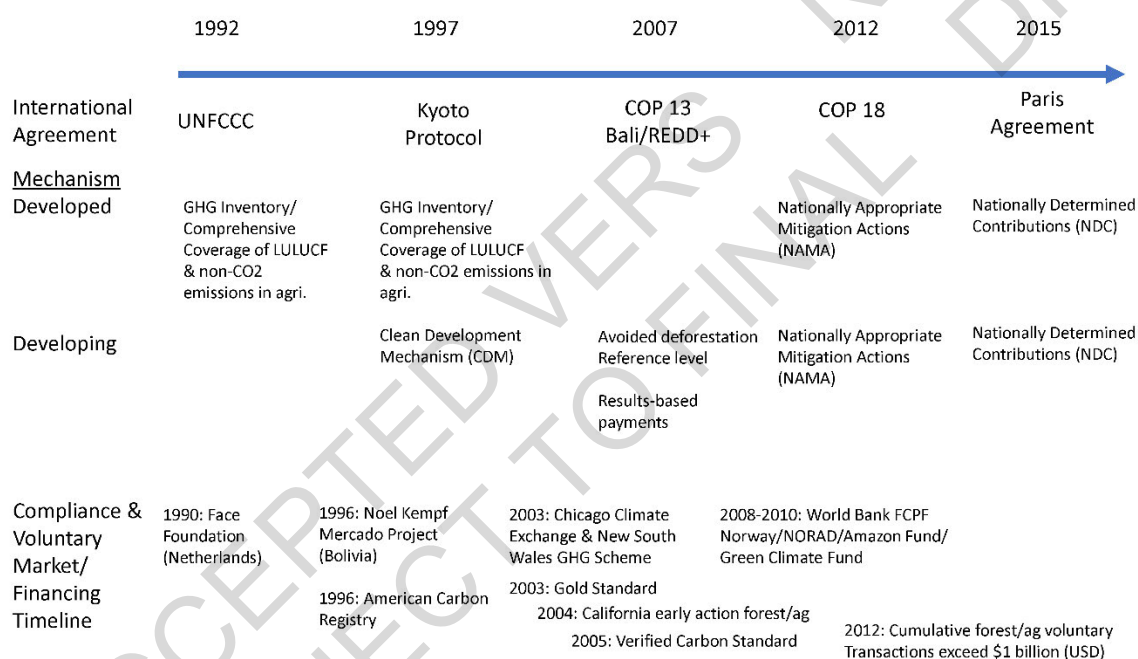 1992
1997
2007
2012
2015
International
Agreement
UNFCCC
Kyoto
Protocol
COP 13
Bali/REDD+
COP 18
Paris
Agreement
Mechanism
Developed
GHG Inventory/
Comprehensive
Coverage of LULUCF
& non-CO2
emissions in agri.
GHG Inventory/
Comprehensive
Coverage of LULUCF
& non-CO2 emissions in
agri.
Nationally Appropriate
Mitigation Actions
(NAMA)
Nationally Determined
Contributions (NDC)
Developing
Clean Development
Mechanism (CDM)
Avoided deforestation
Reference level
Results-based
payments
Nationally Appropriate
Mitigation Actions
(NAMA)
Nationally Determined
Contributions (NDC)
Compliance &
Voluntary
Market/
Financing
Timeline
1990: Face
Foundation
(Netherlands)
1996: Noel Kempf
Mercado Project
(Bolivia)
1996: American Carbon
Registry
2003: Chicago Climate
Exchange & New South
Wales GHG Scheme
2003: Gold Standard
2004: California early action forest/ag
2005: Verified Carbon Standard
2008-2010: World Bank FCPF
Norway/NORAD/Amazon Fund/
Green Climate Fund
2012: Cumulative forest/ag voluntary
Transactions exceed $1 billion (USD)
CEPTED VERS
JECT TO FINAL